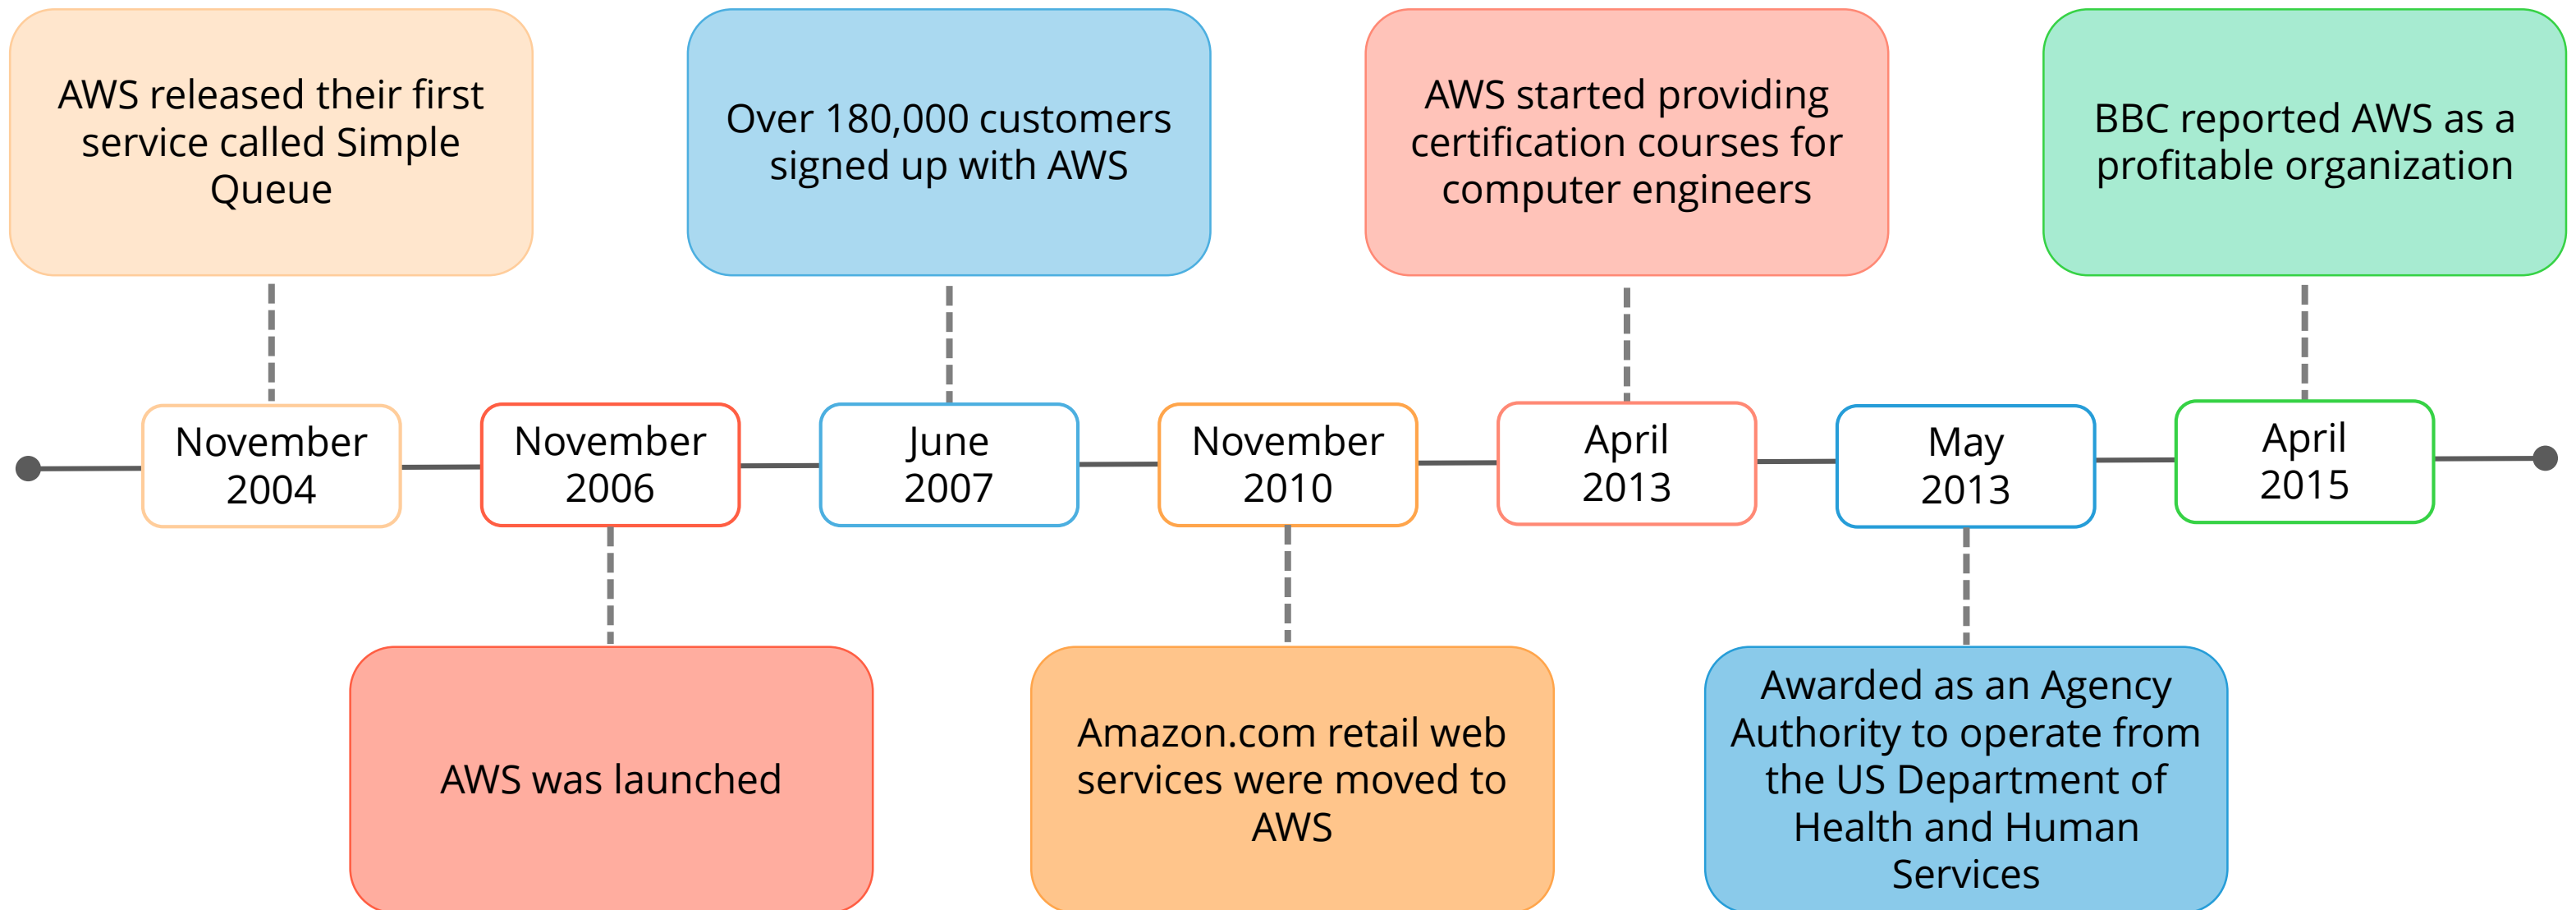 AWS released their first
service called Simple
Queue
Over 180,000 customers
signed up with AWS
AWS started providing
certification courses for
computer engineers
BBC reported AWS as a
profitable organization
November
2004
November
2006
June
2007
November
2010
April
2013
May
2013
April
2015
AWS was launched
Amazon.com retail web
services were moved to
AWS
Awarded as an Agency
Authority to operate from
the US Department of
Health and Human
Services